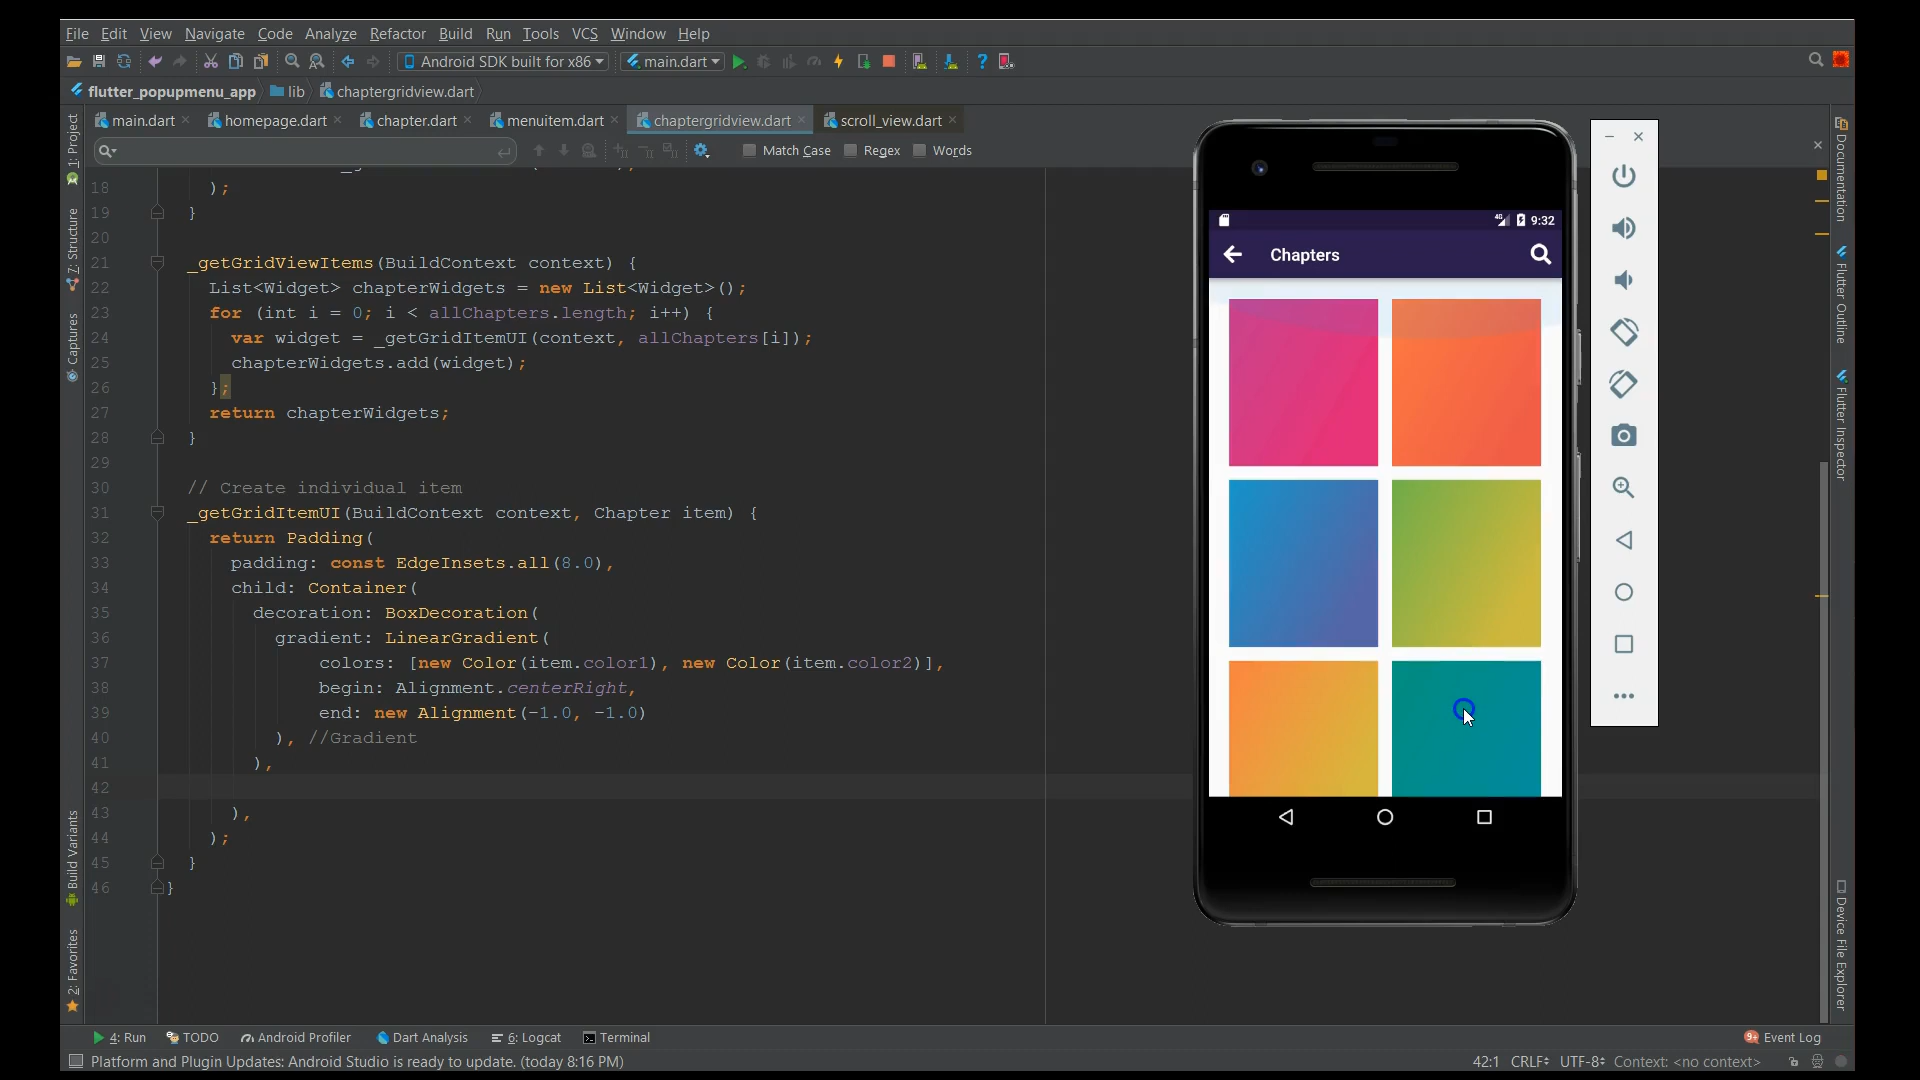 File Edit View Navigate Code Analyze Refactor Build Run Tools VCS Window Help
Android SDK built for x86 main.dart
flutter_popupmenu_app lib chaptergridview.dart
main.dart chapter.dart homepage.dart menuitem.dart chaptergridview.dart scroll_view.dart
Match Case Regex Words
18 );
19 }
20
21 _getGridViewItems(BuildContext context) {
22 List<Widget> chapterWidgets = new List<Widget>();
23 for (int i = 0; i < allChapters.length; i++) {
24 var widget = _getGridItemUI(context, allChapters[i]);
25 chapterWidgets.add(widget);
26 };
27 return chapterWidgets;
28 }
29
30 // Create individual item
31 _getGridItemUI(BuildContext context, Chapter item) {
32 return Padding(
33 padding: const EdgeInsets.all(8.0),
34 child: Container(
35 decoration: BoxDecoration(
36 gradient: LinearGradient(
37 colors: [new Color(item.color1), new Color(item.color2)],
38 begin: Alignment.centerRight,
39 end: new Alignment(-1.0, -1.0)
40 ), //Gradient
41 ),
42
43 ),
44 );
45 }
46 }
1: Project
7: Structure
Captures
Build Variants
2: Favorites
4G 9:32
Chapters
Documentation
Flutter Outline
Flutter Inspector
Device File Explorer
4: Run TODO Android Profiler Dart Analysis 6: Logcat Terminal 9+ Event Log
Platform and Plugin Updates: Android Studio is ready to update. (today 8:16 PM) 42:1 CRLF UTF-8 Context: <no context>